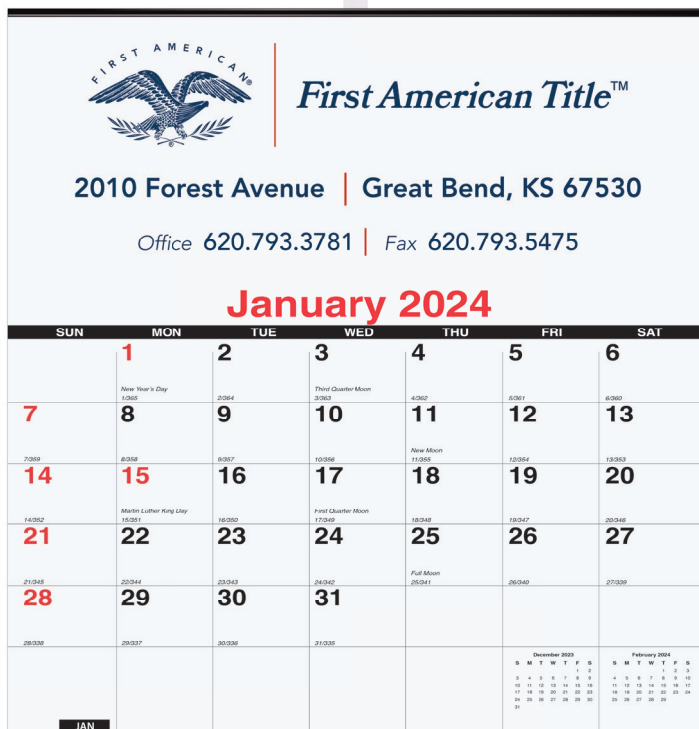 FIRST AMERICAN®
First American Title™
2010 Forest Avenue | Great Bend, KS 67530
Office 620.793.3781 | Fax 620.793.5475
January 2024
SUN MON TUE WED THU FRI SAT
1 2 3 4 5 6
New Year's Day Third Quarter Moon
1/365 2/364 3/363 4/362 5/361 6/360
7 8 9 10 11 12 13
New Moon
7/359 8/358 9/357 10/356 11/355 12/354 13/353
14 15 16 17 18 19 20
Martin Luther King Day First Quarter Moon
14/352 15/351 16/350 17/349 18/348 19/347 20/346
21 22 23 24 25 26 27
Full Moon
21/345 22/344 23/343 24/342 25/341 26/340 27/339
28 29 30 31
28/338 29/337 30/336 31/335
December 2023 February 2024
S M T W T F S S M T W T F S
1 2 1 2 3
3 4 5 6 7 8 9 4 5 6 7 8 9 10
10 11 12 13 14 15 16 11 12 13 14 15 16 17
17 18 19 20 21 22 23 18 19 20 21 22 23 24
24 25 26 27 28 29 30 25 26 27 28 29
31
JAN